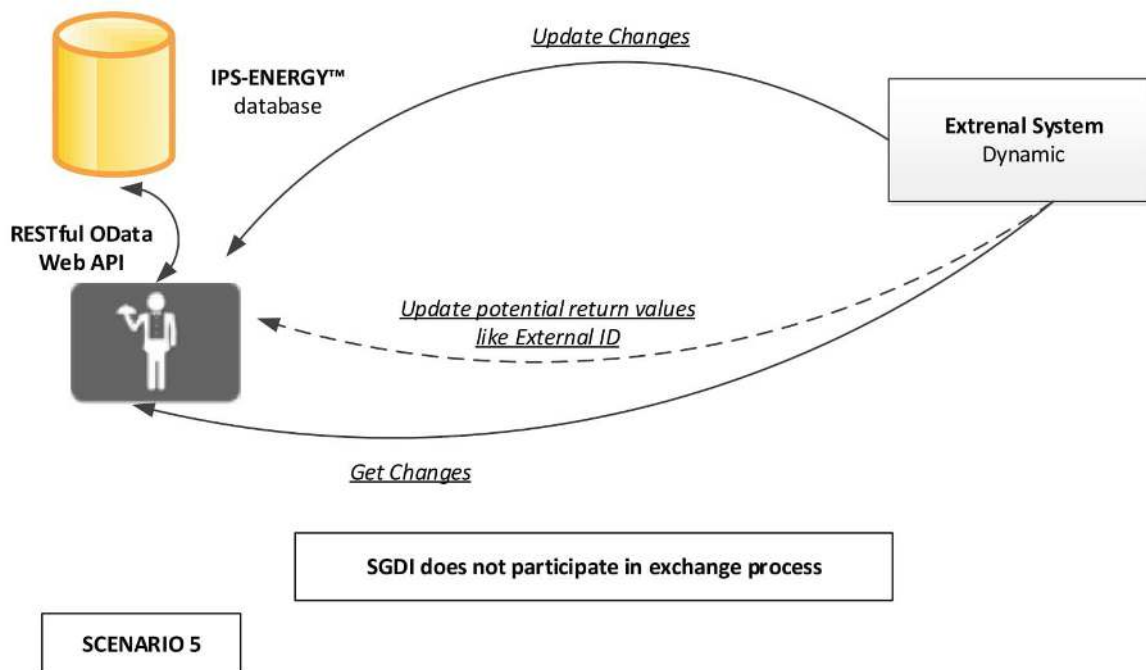 Update Changes
IPS-ENERGY™
database
Extrenal System
Dynamic
RESTful OData
Web API
Update potential return values
like External ID
Get Changes
SGDI does not participate in exchange process
SCENARIO 5